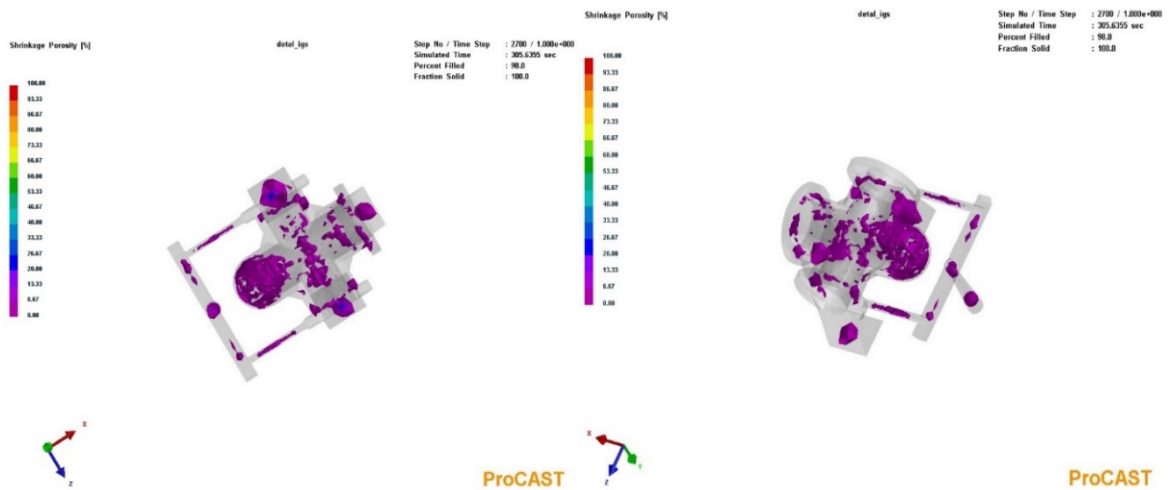 Shrinkage Porosity [%]
detal_igs
Step No / Time Step : 2700 / 1.000e+000
Simulated Time : 305.6355 sec
Percent Filled : 98.0
Fraction Solid : 100.0
100.00
93.33
86.67
80.00
73.33
66.67
60.00
53.33
46.67
40.00
33.33
26.67
20.00
13.33
6.67
0.00
X
Z
ProCAST
Shrinkage Porosity [%]
detal_igs
Step No / Time Step : 2700 / 1.000e+000
Simulated Time : 305.6355 sec
Percent Filled : 98.0
Fraction Solid : 100.0
100.00
93.33
86.67
80.00
73.33
66.67
60.00
53.33
46.67
40.00
33.33
26.67
20.00
13.33
6.67
0.00
X
Y
Z
ProCAST